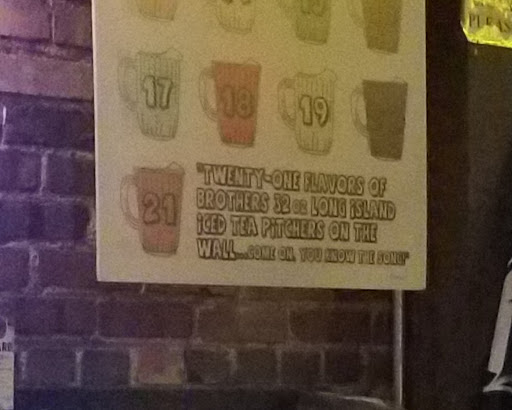 PLEAS
17 18 19
21
"TWENTY-ONE FLAVORS OF
BROTHERS 32 OZ LONG ISLAND
ICED TEA PITCHERS ON THE
WALL...COME ON, YOU KNOW THE SONG!"